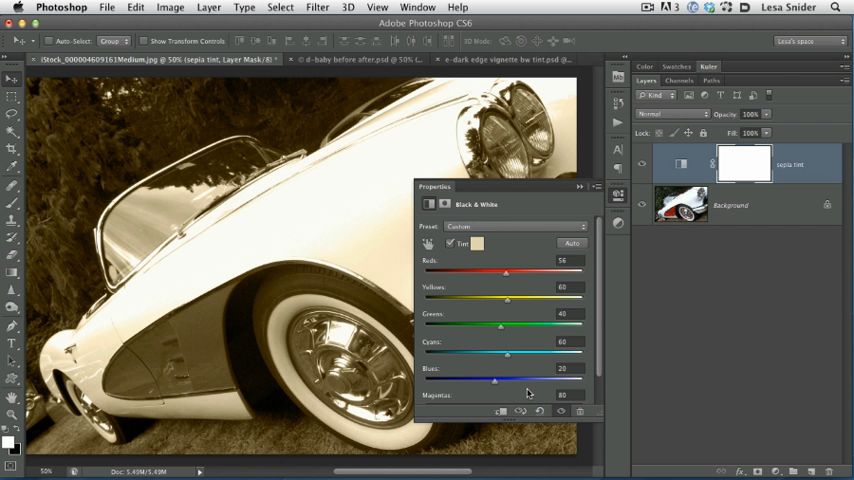 Photoshop File Edit Image Layer Type Select Filter 3D View Window Help 3 Lesa Snider
Adobe Photoshop CS6
Auto-Select: Group Show Transform Controls 3D Mode: Lesa's space
iStock_000004609161Medium.jpg @ 50% (sepia tint, Layer Mask/8) * © d-baby before after.psd @ 50% (... e-dark edge vignette bw tint.psd @...
Color Swatches Kuler
Mb
Layers Channels Paths
Kind
Normal Opacity: 100%
Lock: Fill: 100%
sepia tint
Background
Properties
Black & White
Preset: Custom
Tint Auto
Reds: 56
Yellows: 60
Greens: 40
Cyans: 60
Blues: 20
Magentas: 80
50% Doc: 5.49M/5.49M
fx